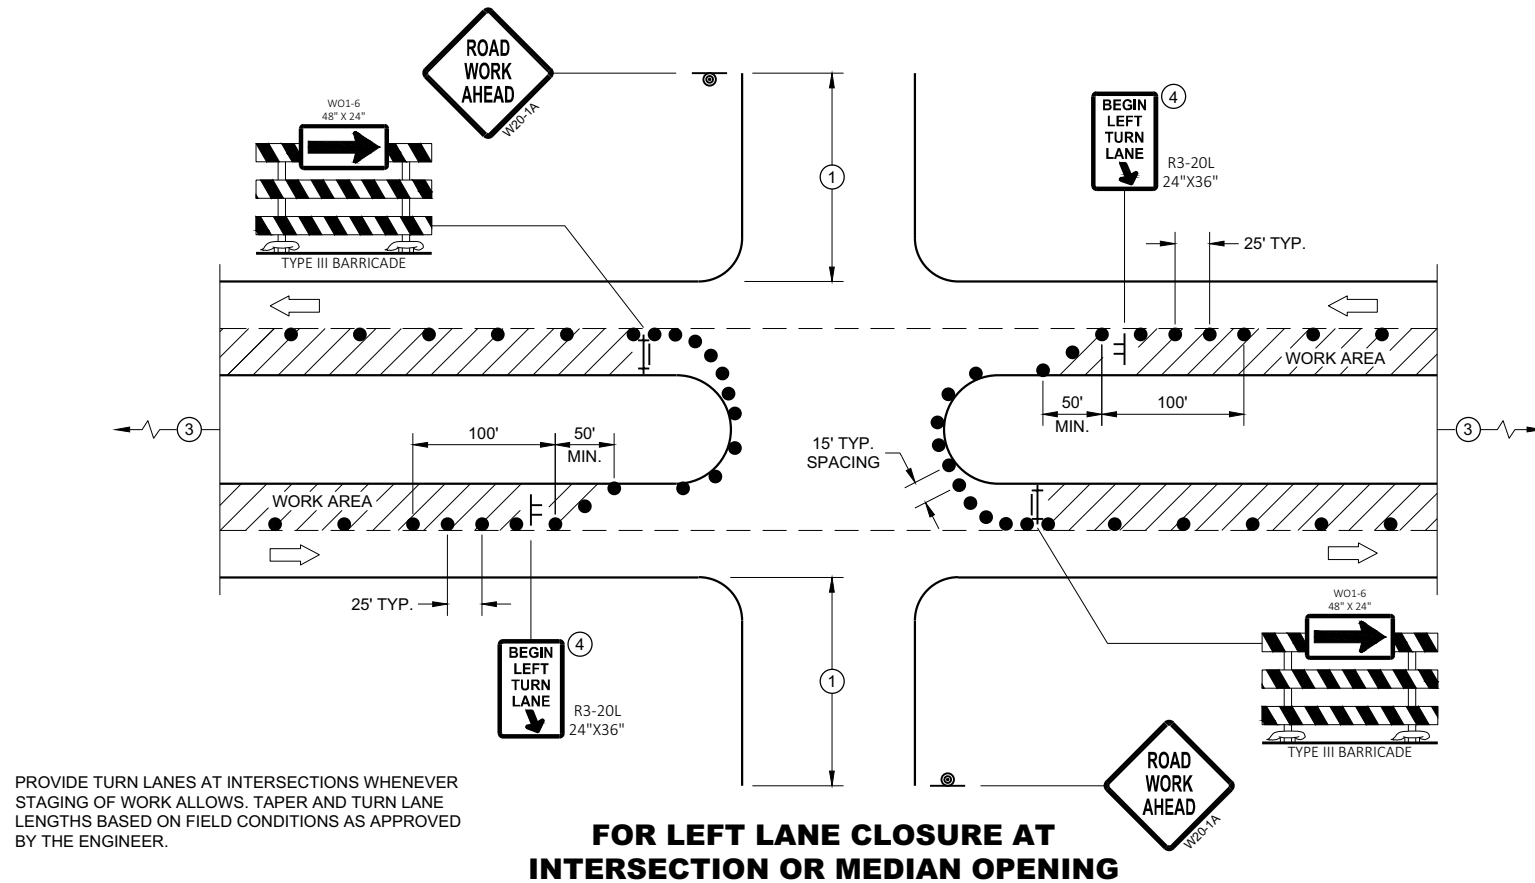 ROAD
WORK
AHEAD
W20-1A
WO1-6
48" X 24"
TYPE III BARRICADE
1
BEGIN
LEFT
TURN
LANE
4
R3-20L
24"X36"
25' TYP.
WORK AREA
50'
MIN.
100'
3
3
100'
50'
MIN.
15' TYP.
SPACING
WORK AREA
25' TYP.
BEGIN
LEFT
TURN
LANE
4
R3-20L
24"X36"
1
WO1-6
48" X 24"
TYPE III BARRICADE
ROAD
WORK
AHEAD
W20-1A
PROVIDE TURN LANES AT INTERSECTIONS WHENEVER
STAGING OF WORK ALLOWS. TAPER AND TURN LANE
LENGTHS BASED ON FIELD CONDITIONS AS APPROVED
BY THE ENGINEER.
FOR LEFT LANE CLOSURE AT
INTERSECTION OR MEDIAN OPENING